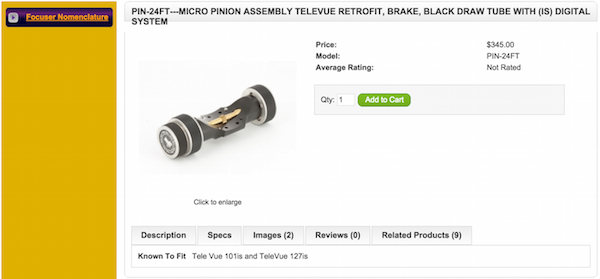 Focuser Nomenclature
PIN-24FT---MICRO PINION ASSEMBLY TELEVUE RETROFIT, BRAKE, BLACK DRAW TUBE WITH (IS) DIGITAL
SYSTEM
Price: $345.00
Model: PIN-24FT
Average Rating: Not Rated
Qty: 1 Add to Cart
Click to enlarge
Description Specs Images (2) Reviews (0) Related Products (9)
Known To Fit Tele Vue 101is and TeleVue 127is